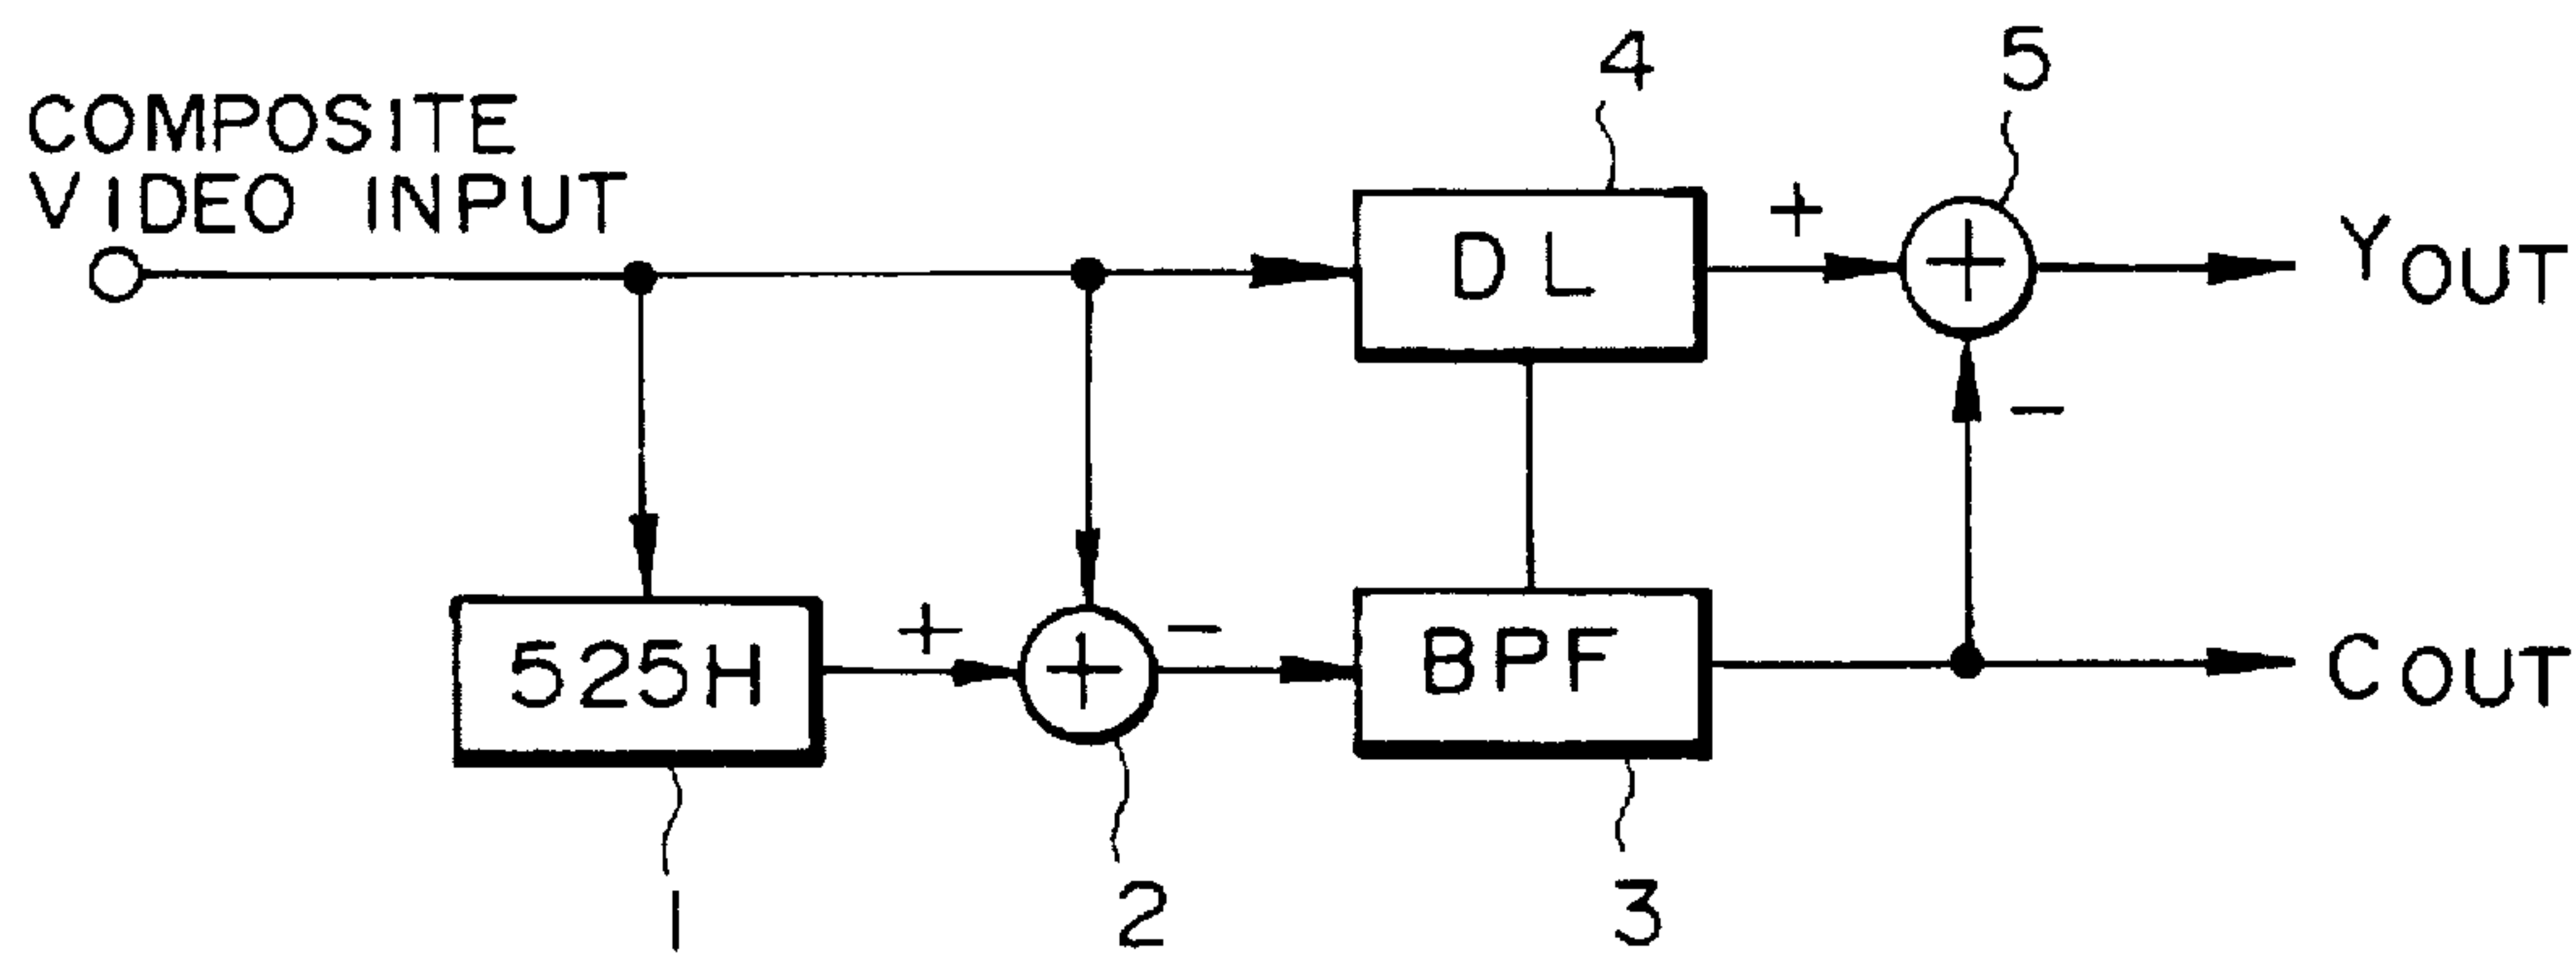 COMPOSITE
VIDEO INPUT
4
5
DL
+
+
YOUT
-
525H
+
+
-
BPF
COUT
1
2
3